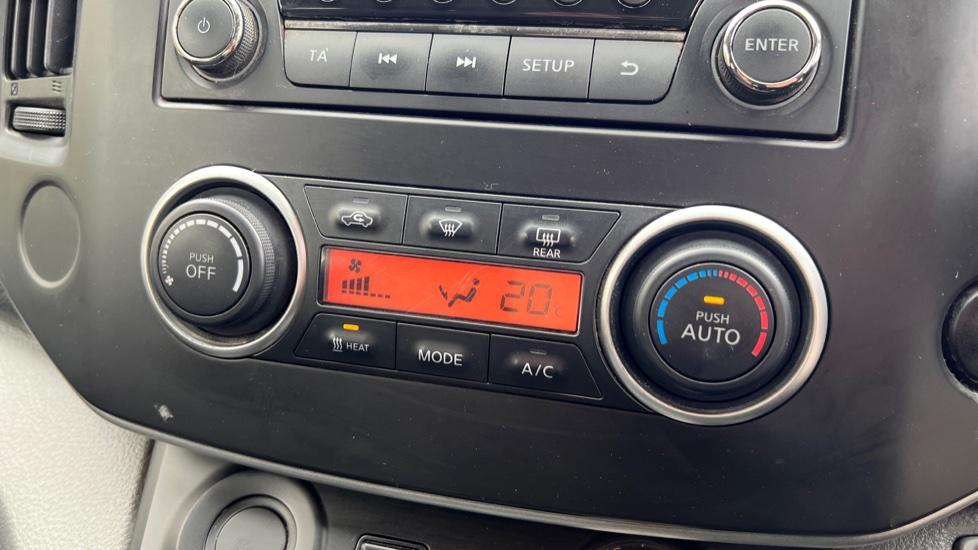 TA
SETUP
ENTER
PUSH
OFF
REAR
20°C
HEAT
MODE
A/C
PUSH
AUTO